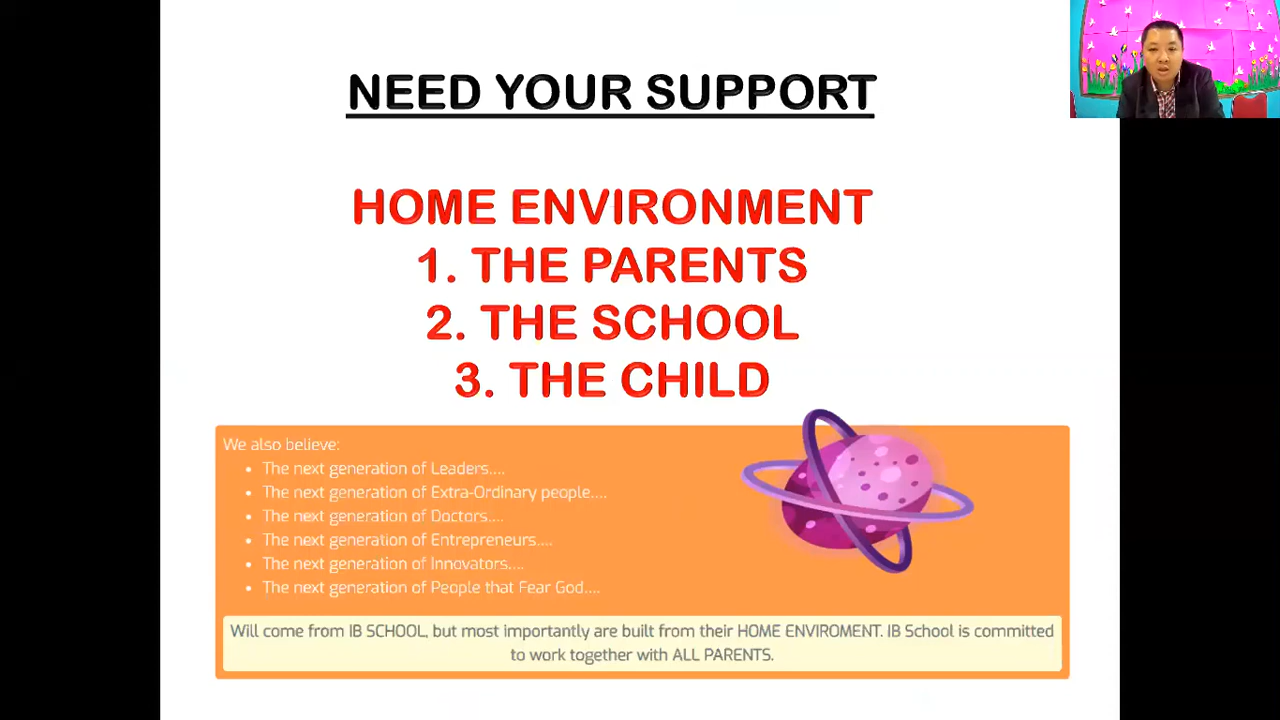 NEED YOUR SUPPORT
HOME ENVIRONMENT
1. THE PARENTS
2. THE SCHOOL
3. THE CHILD
We also believe:
• The next generation of Leaders....
• The next generation of Extra-Ordinary people....
• The next generation of Doctors....
• The next generation of Entrepreneurs....
• The next generation of Innovators....
• The next generation of People that Fear God....
Will come from IB SCHOOL, but most importantly are built from their HOME ENVIROMENT. IB School is committed
to work together with ALL PARENTS.